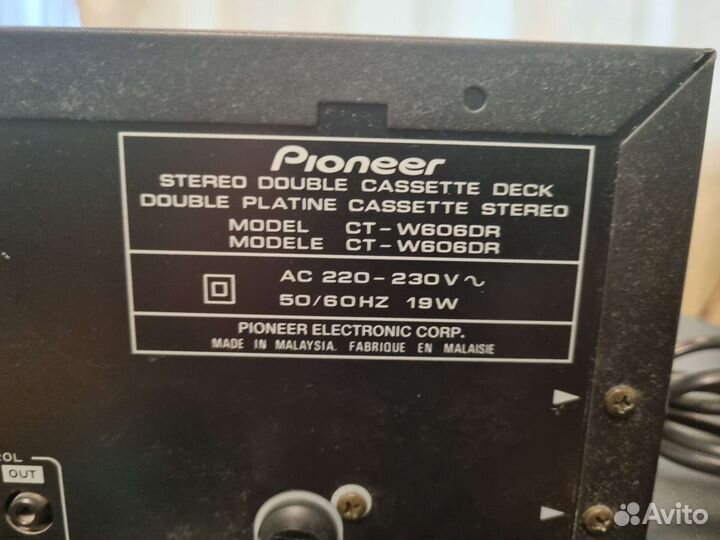 Pioneer
STEREO DOUBLE CASSETTE DECK
DOUBLE PLATINE CASSETTE STEREO
MODEL CT-W606DR
MODELE CT-W606DR
AC 220-230V~
50/60HZ 19W
PIONEER ELECTRONIC CORP.
MADE IN MALAYSIA. FABRIQUE EN MALAISIE
OUT
Avito